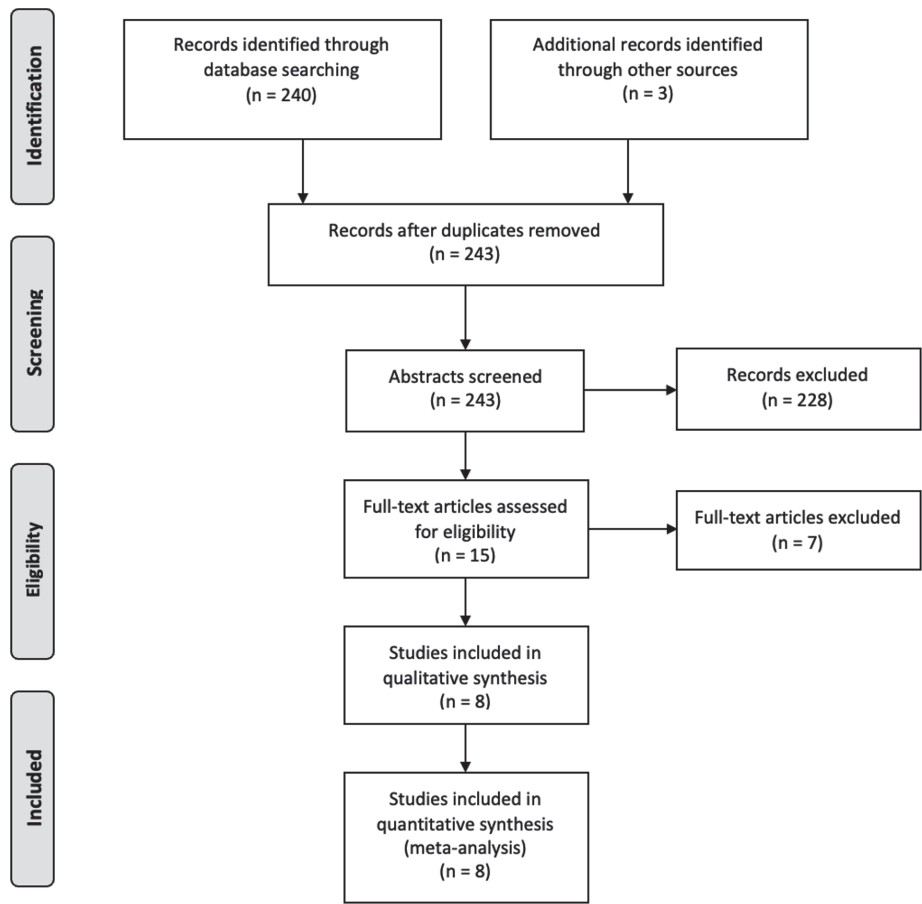 Identification
Records identified through
database searching
(n = 240)
Additional records identified
through other sources
(n = 3)
Records after duplicates removed
(n = 243)
Screening
Abstracts screened
(n = 243)
Records excluded
(n = 228)
Eligibility
Full-text articles assessed
for eligibility
(n = 15)
Full-text articles excluded
(n = 7)
Studies included in
qualitative synthesis
(n = 8)
Included
Studies included in
quantitative synthesis
(meta-analysis)
(n = 8)